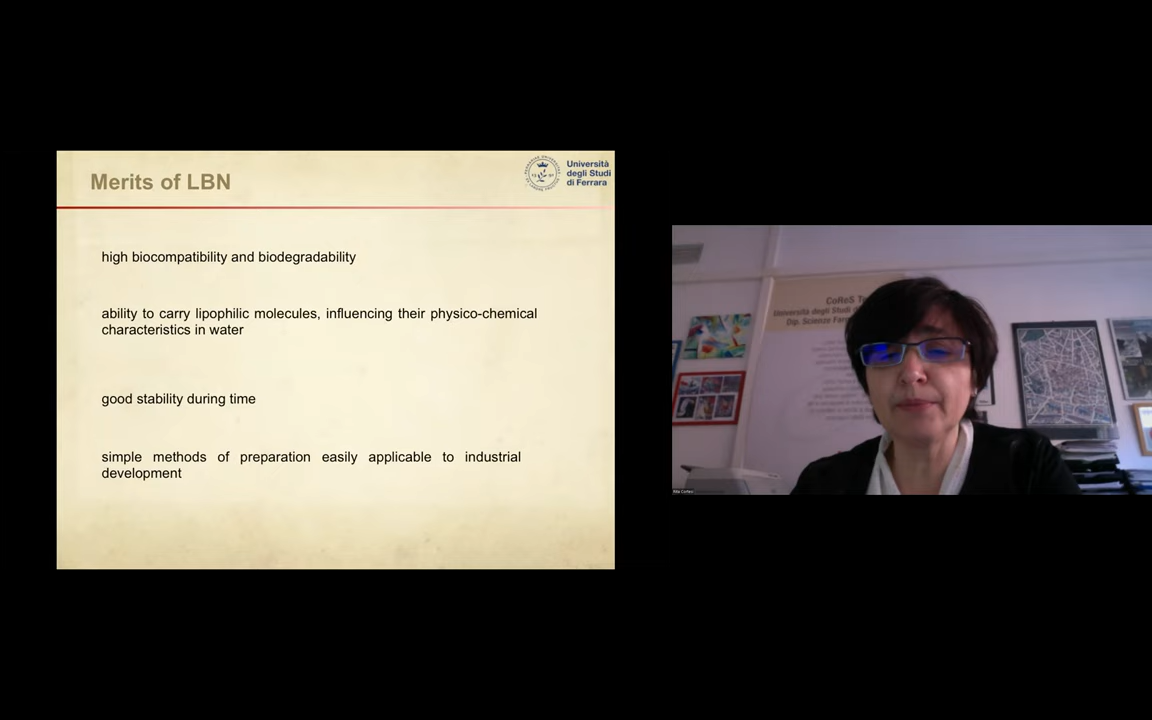 Merits of LBN
Università
degli Studi
di Ferrara
high biocompatibility and biodegradability
ability to carry lipophilic molecules, influencing their physico-chemical
characteristics in water
good stability during time
simple methods of preparation easily applicable to industrial
development
CoReS
Università degli Studi
Dip. Scienze
Rita Cortesi